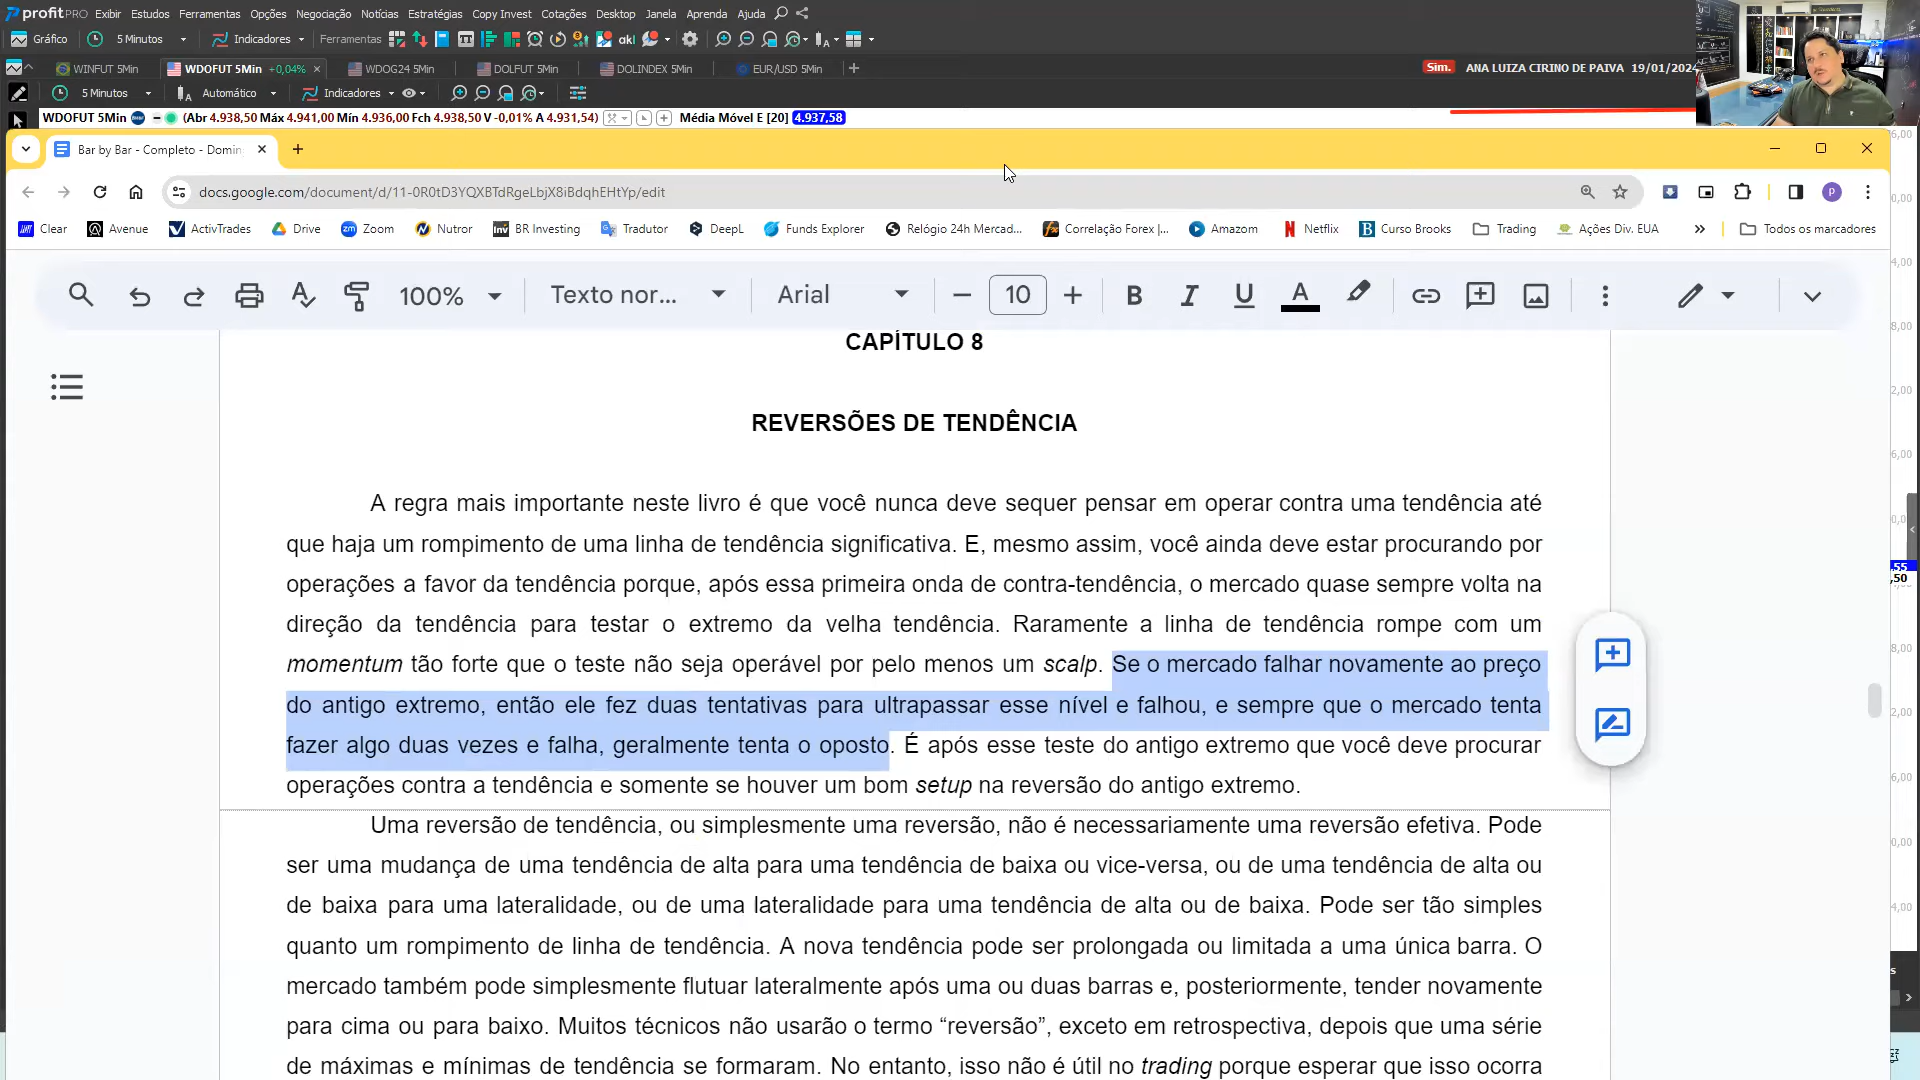 profitPRO Exibir Estudos Ferramentas Opções Negociação Notícias Estratégias Copy Invest Cotações Desktop Janela Aprenda Ajuda
Gráfico 5 Minutos Indicadores Ferramentas
WINFUT 5Min WDOFUT 5Min +0,04% × WDOG24 5Min DOLFUT 5Min DOLINDEX 5Min EUR/USD 5Min + Sim. ANA LUIZA CIRINO DE PAIVA 19/01/2024
5 Minutos Automático Indicadores
WDOFUT 5Min (Abr 4.938,50 Máx 4.941,00 Mín 4.936,00 Fch 4.938,50 V -0,01% A 4.931,54) Média Móvel E [20] 4.937,58
Bar by Bar - Completo - Domin
docs.google.com/document/d/11-0R0tD3YQXBTdRgeLbjX8iBdqhEHtYp/edit
Clear Avenue ActivTrades Drive Zoom Nutror BR Investing Tradutor DeepL Funds Explorer Relógio 24h Mercad... Correlação Forex |... Amazom Netflix Curso Brooks Trading Ações Div. EUA » Todos os marcadores
100% Texto nor... Arial 10 B I U A
CAPÍTULO 8
REVERSÕES DE TENDÊNCIA
A regra mais importante neste livro é que você nunca deve sequer pensar em operar contra uma tendência até
que haja um rompimento de uma linha de tendência significativa. E, mesmo assim, você ainda deve estar procurando por
operações a favor da tendência porque, após essa primeira onda de contra-tendência, o mercado quase sempre volta na
direção da tendência para testar o extremo da velha tendência. Raramente a linha de tendência rompe com um
momentum tão forte que o teste não seja operável por pelo menos um scalp. Se o mercado falhar novamente ao preço
do antigo extremo, então ele fez duas tentativas para ultrapassar esse nível e falhou, e sempre que o mercado tenta
fazer algo duas vezes e falha, geralmente tenta o oposto. É após esse teste do antigo extremo que você deve procurar
operações contra a tendência e somente se houver um bom setup na reversão do antigo extremo.
Uma reversão de tendência, ou simplesmente uma reversão, não é necessariamente uma reversão efetiva. Pode
ser uma mudança de uma tendência de alta para uma tendência de baixa ou vice-versa, ou de uma tendência de alta ou
de baixa para uma lateralidade, ou de uma lateralidade para uma tendência de alta ou de baixa. Pode ser tão simples
quanto um rompimento de linha de tendência. A nova tendência pode ser prolongada ou limitada a uma única barra. O
mercado também pode simplesmente flutuar lateralmente após uma ou duas barras e, posteriormente, tender novamente
para cima ou para baixo. Muitos técnicos não usarão o termo “reversão”, exceto em retrospectiva, depois que uma série
de máximas e mínimas de tendência se formaram. No entanto, isso não é útil no trading porque esperar que isso ocorra